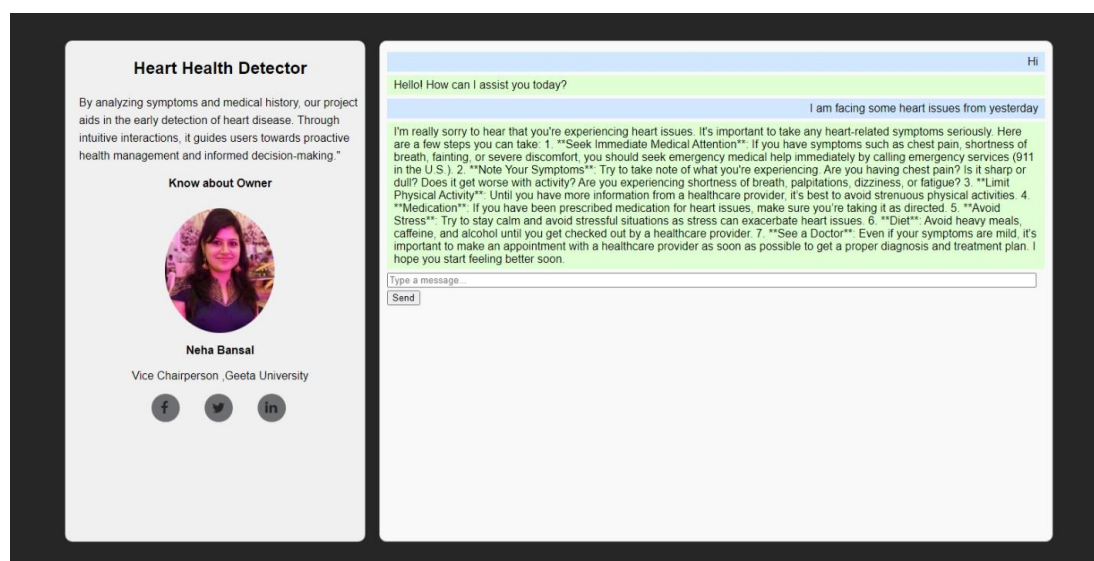 Heart Health Detector
By analyzing symptoms and medical history, our project
aids in the early detection of heart disease. Through
intuitive interactions, it guides users towards proactive
health management and informed decision-making."
Know about Owner
Neha Bansal
Vice Chairperson ,Geeta University
f
in
Hi
Hello! How can I assist you today?
I am facing some heart issues from yesterday
I'm really sorry to hear that you're experiencing heart issues. It's important to take any heart-related symptoms seriously. Here
are a few steps you can take: 1. **Seek Immediate Medical Attention**: If you have symptoms such as chest pain, shortness of
breath, fainting, or severe discomfort, you should seek emergency medical help immediately by calling emergency services (911
in the U.S.). 2. **Note Your Symptoms**: Try to take note of what you're experiencing. Are you having chest pain? Is it sharp or
dull? Does it get worse with activity? Are you experiencing shortness of breath, palpitations, dizziness, or fatigue? 3. **Limit
Physical Activity**: Until you have more information from a healthcare provider, it's best to avoid strenuous physical activities. 4.
**Medication**: If you have been prescribed medication for heart issues, make sure you're taking it as directed. 5. **Avoid
Stress**: Try to stay calm and avoid stressful situations as stress can exacerbate heart issues. 6. **Diet**: Avoid heavy meals,
caffeine, and alcohol until you get checked out by a healthcare provider. 7. **See a Doctor**: Even if your symptoms are mild, it's
important to make an appointment with a healthcare provider as soon as possible to get a proper diagnosis and treatment plan. I
hope you start feeling better soon.
Type a message...
Send